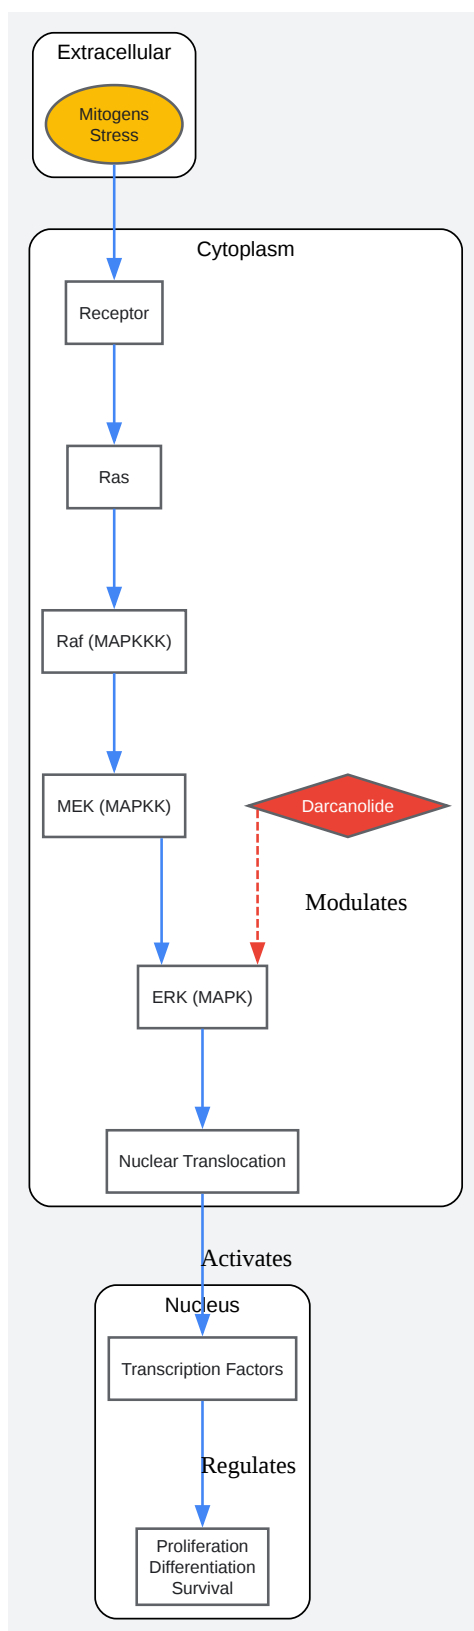 Extracellular
Mitogens
Stress
Cytoplasm
Receptor
Ras
Raf (MAPKKK)
MEK (MAPKK)
Darcanolide
Modulates
ERK (MAPK)
Nuclear Translocation
Activates
Nucleus
Transcription Factors
Regulates
Proliferation
Differentiation
Survival